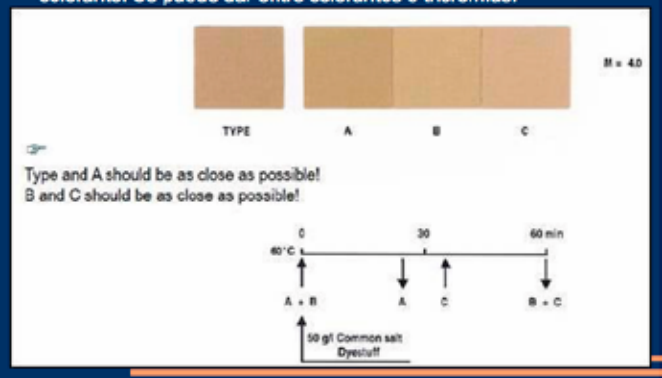 TYPE A B C M = 4.0
Type and A should be as close as possible!
B and C should be as close as possible!
0 30 60 min
60°C
A + B A C B + C
50 g/l Common salt
Dyestuff